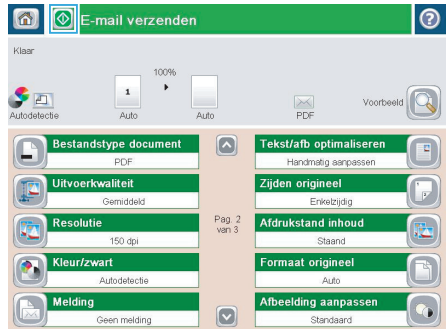 E-mail verzenden
?
Klaar
100%
1
Autodetectie
Auto
Auto
PDF
Voorbeeld
Bestandstype document
PDF
Tekst/afb optimaliseren
Handmatig aanpassen
Uitvoerkwaliteit
Gemiddeld
Zijden origineel
Enkelzijdig
Resolutie
150 dpi
Pag. 2
van 3
Afdrukstand inhoud
Staand
Kleur/zwart
Autodetectie
Formaat origineel
Auto
Melding
Geen melding
Afbeelding aanpassen
Standaard